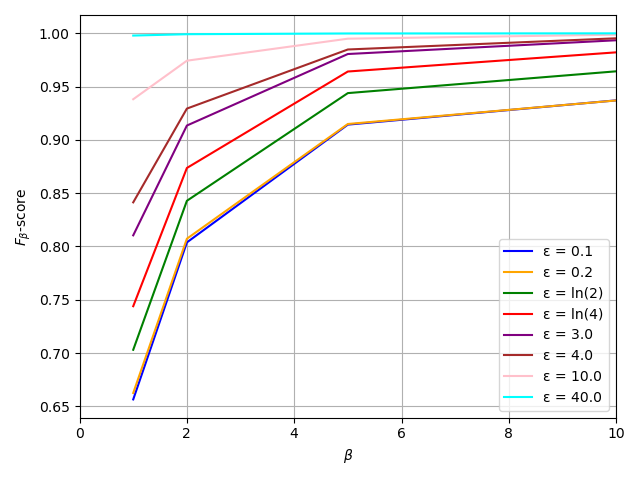 1.00
0.95
0.90
0.85
0.80
0.75
0.70
0.65
Fβ-score
0 2 4 6 8 10
β
ε = 0.1
ε = 0.2
ε = ln(2)
ε = ln(4)
ε = 3.0
ε = 4.0
ε = 10.0
ε = 40.0